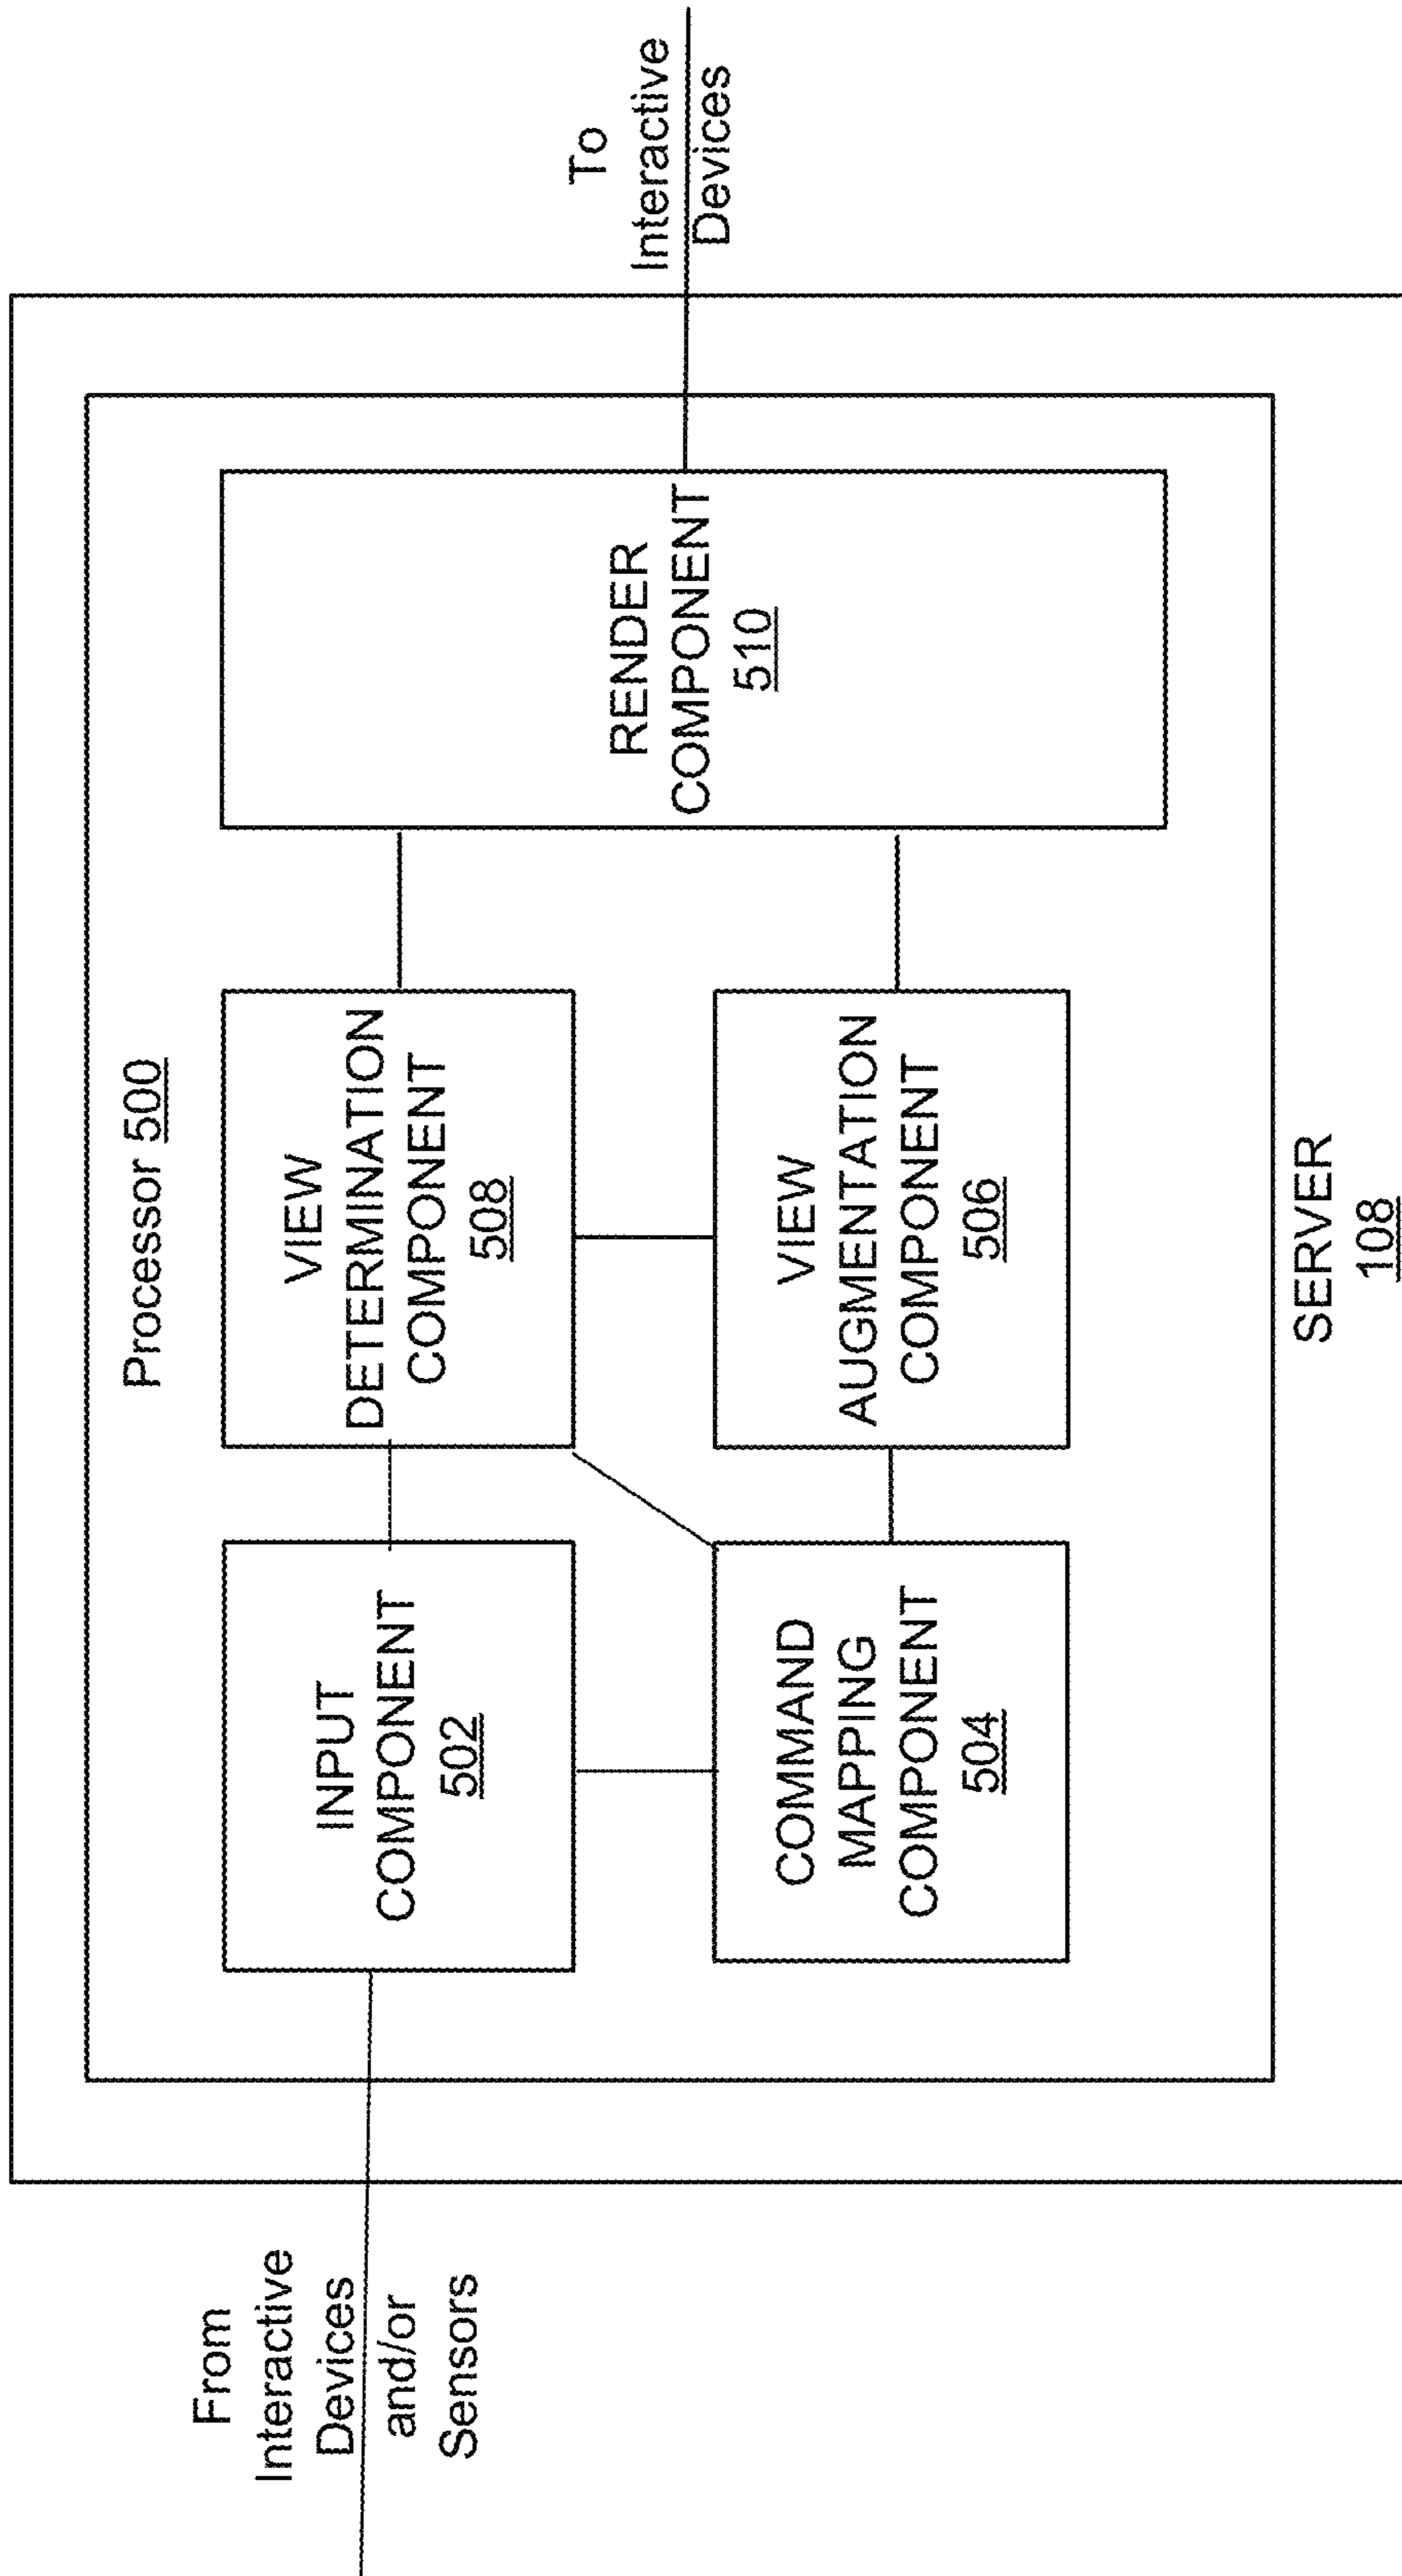 From
Interactive
Devices
and/or
Sensors
Processor 500
INPUT
COMPONENT
502
VIEW
DETERMINATION
COMPONENT
508
COMMAND
MAPPING
COMPONENT
504
VIEW
AUGMENTATION
COMPONENT
506
RENDER
COMPONENT
510
To
Interactive
Devices
SERVER
108